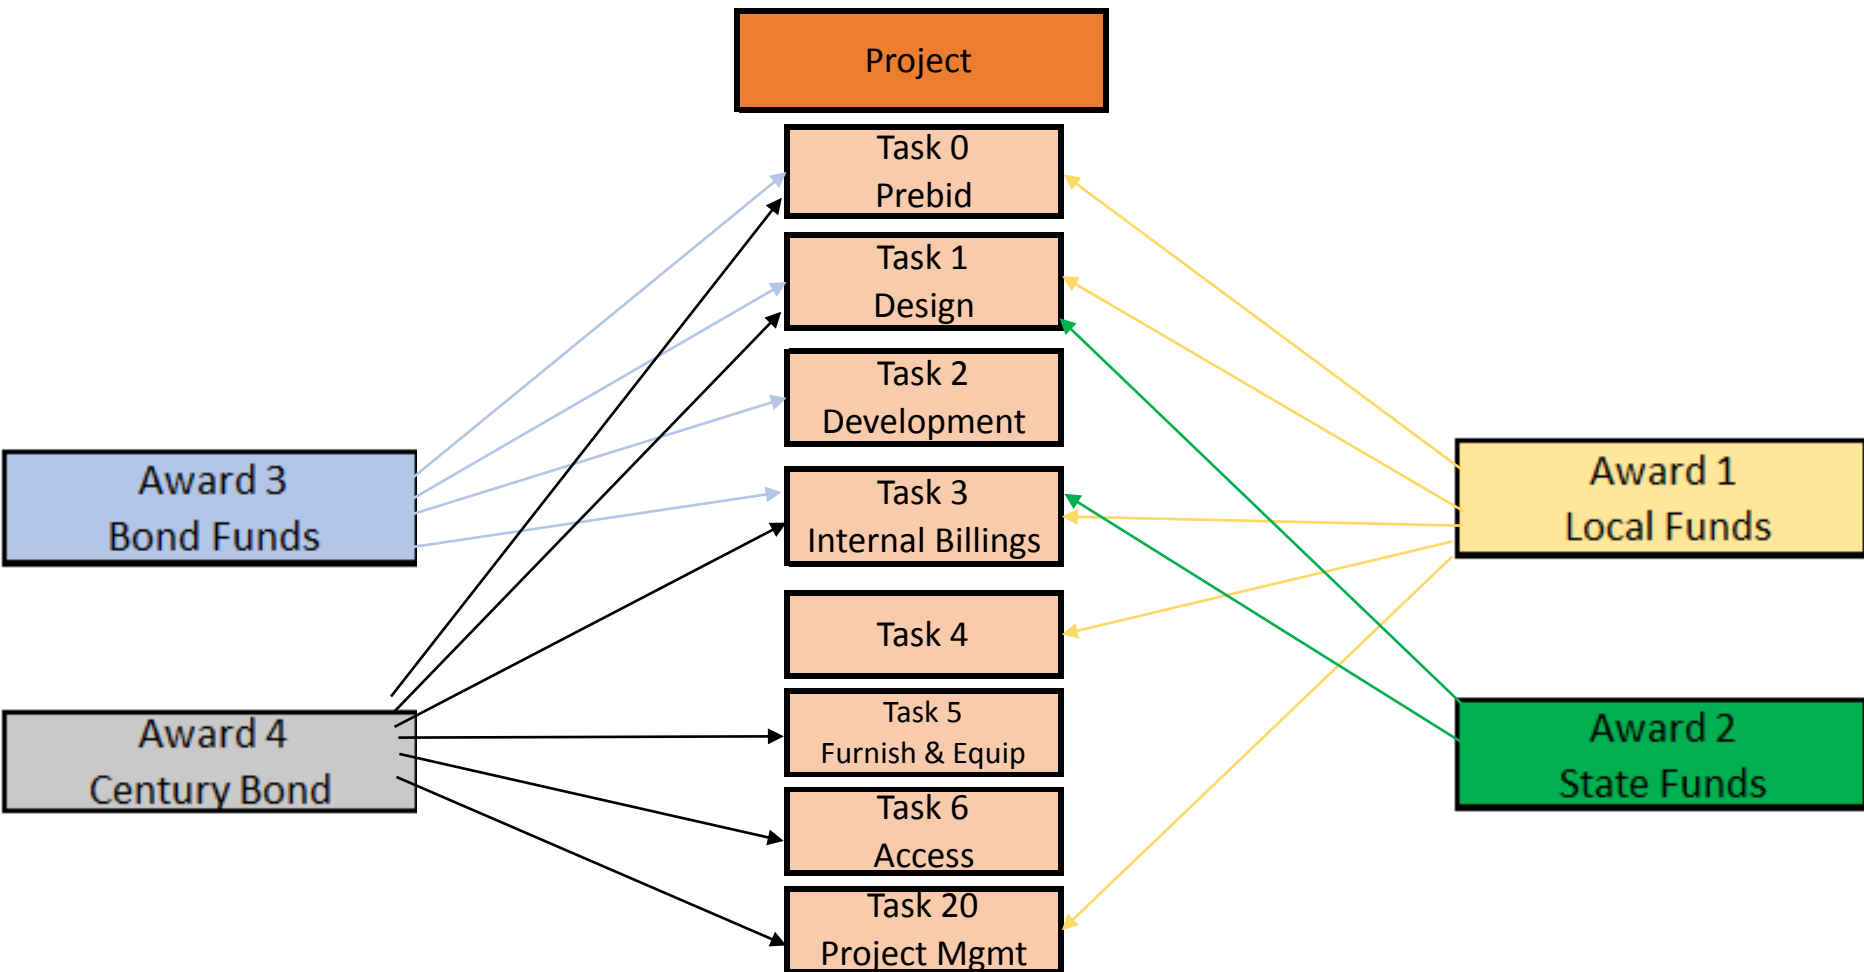 Project
Task 0
Prebid
Task 1
Design
Task 2
Development
Task 3
Internal Billings
Task 4
Task 5
Furnish & Equip
Task 6
Access
Task 20
Project Mgmt
Award 3
Bond Funds
Award 4
Century Bond
Award 1
Local Funds
Award 2
State Funds